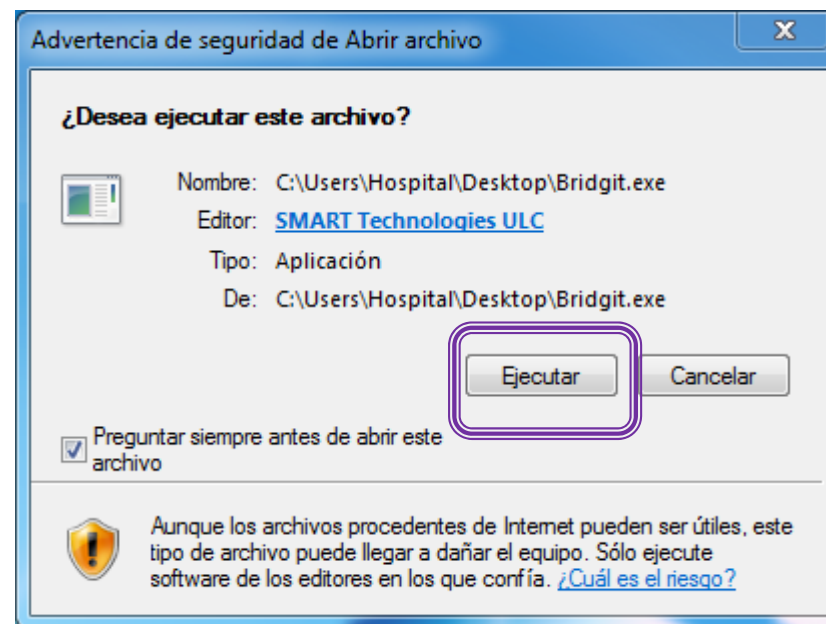 Advertencia de seguridad de Abrir archivo
¿Desea ejecutar este archivo?
Nombre: C:\Users\Hospital\Desktop\Bridgit.exe
Editor: SMART Technologies ULC
Tipo: Aplicación
De: C:\Users\Hospital\Desktop\Bridgit.exe
Ejecutar Cancelar
Preguntar siempre antes de abrir este
archivo
Aunque los archivos procedentes de Internet pueden ser útiles, este
tipo de archivo puede llegar a dañar el equipo. Sólo ejecute
software de los editores en los que confía. ¿Cuál es el riesgo?